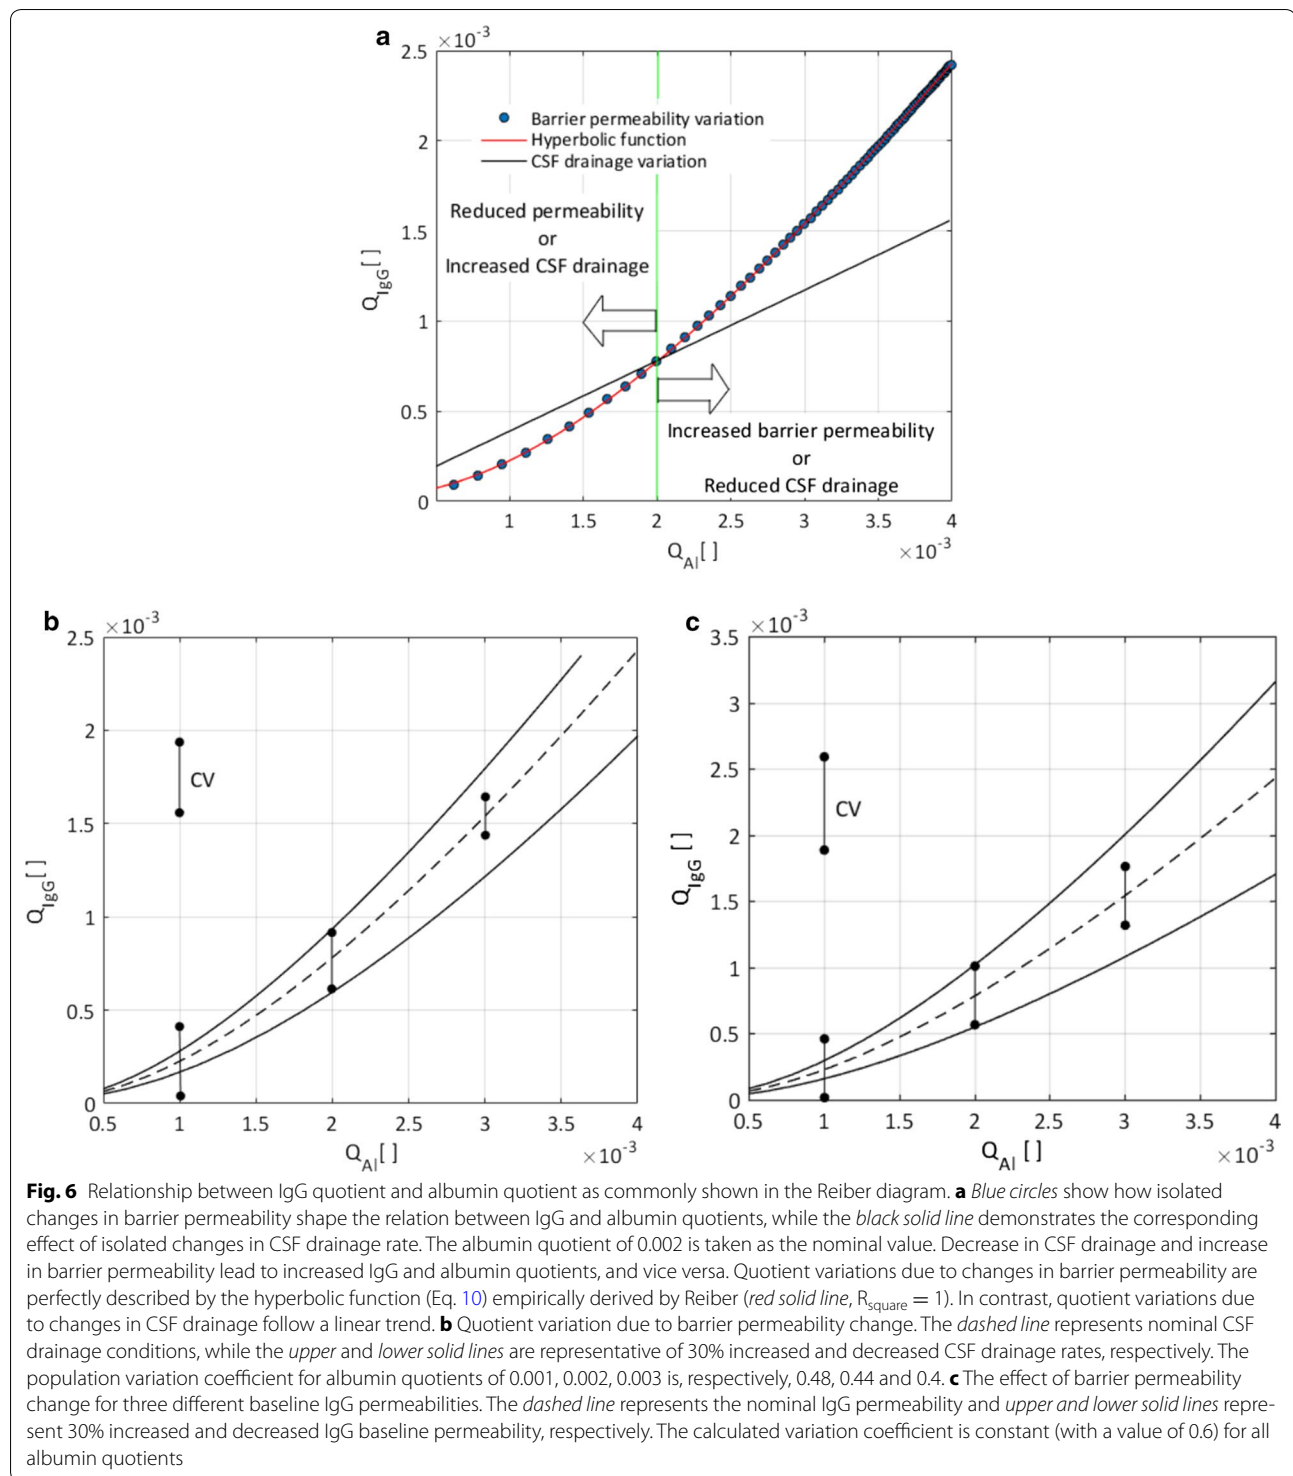 a
×10⁻³
2.5
2
1.5
1
0.5
0
Q_IgG[ ]
Barrier permeability variation
Hyperbolic function
CSF drainage variation
Reduced permeability
or
Increased CSF drainage
Increased barrier permeability
or
Reduced CSF drainage
1 1.5 2 2.5 3 3.5 4
Q_Al[ ]
×10⁻³
b
×10⁻³
2.5
2
1.5
1
0.5
0
Q_IgG[ ]
CV
0.5 1 1.5 2 2.5 3 3.5 4
Q_Al[ ]
×10⁻³
c
×10⁻³
3.5
3
2.5
2
1.5
1
0.5
0
Q_IgG[ ]
CV
0.5 1 1.5 2 2.5 3 3.5 4
Q_Al[ ]
×10⁻³
Fig. 6 Relationship between IgG quotient and albumin quotient as commonly shown in the Reiber diagram. a Blue circles show how isolated
changes in barrier permeability shape the relation between IgG and albumin quotients, while the black solid line demonstrates the corresponding
effect of isolated changes in CSF drainage rate. The albumin quotient of 0.002 is taken as the nominal value. Decrease in CSF drainage and increase
in barrier permeability lead to increased IgG and albumin quotients, and vice versa. Quotient variations due to changes in barrier permeability are
perfectly described by the hyperbolic function (Eq. 10) empirically derived by Reiber (red solid line, R_square = 1). In contrast, quotient variations due
to changes in CSF drainage follow a linear trend. b Quotient variation due to barrier permeability change. The dashed line represents nominal CSF
drainage conditions, while the upper and lower solid lines are representative of 30% increased and decreased CSF drainage rates, respectively. The
population variation coefficient for albumin quotients of 0.001, 0.002, 0.003 is, respectively, 0.48, 0.44 and 0.4. c The effect of barrier permeability
change for three different baseline IgG permeabilities. The dashed line represents the nominal IgG permeability and upper and lower solid lines repre-
sent 30% increased and decreased IgG baseline permeability, respectively. The calculated variation coefficient is constant (with a value of 0.6) for all
albumin quotients